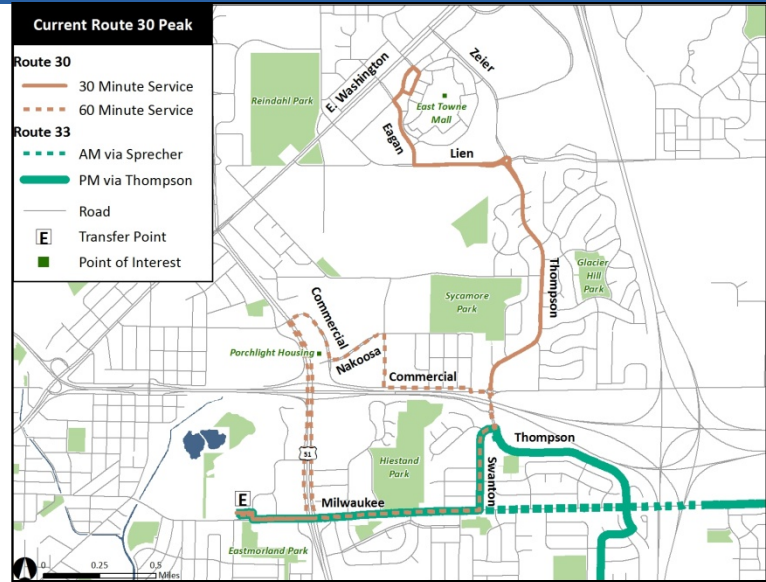 Current Route 30 Peak
Route 30
30 Minute Service
60 Minute Service
Route 33
AM via Sprecher
PM via Thompson
Road
E Transfer Point
Point of Interest
E. Washington
Zeier
Reindahl Park
East Towne
Mall
Eagan
Lien
Thompson
Glacier
Hill
Park
Sycamore
Park
Commercial
Porchlight Housing
Nakoosa
Commercial
Thompson
51
Hiestand
Park
Swanton
E
Milwaukee
Eastmorland Park
0 0.25 0.5
Miles